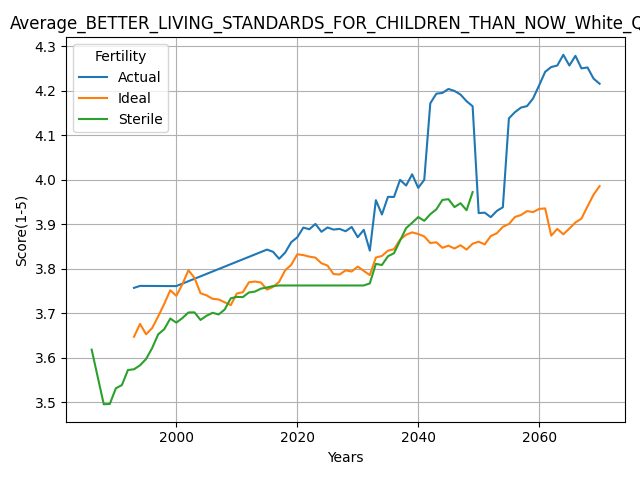 Average_BETTER_LIVING_STANDARDS_FOR_CHILDREN_THAN_NOW_White_Q
4.3
4.2
4.1
4.0
3.9
3.8
3.7
3.6
3.5
Score(1-5)
Fertility
Actual
Ideal
Sterile
2000 2020 2040 2060
Years